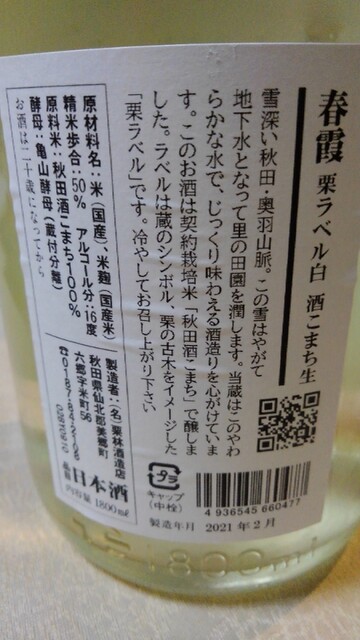 春霞 栗ラベル白 酒こまち生
雪深い秋田・奥羽山脈。この雪はやがて
地下水となって里の田園を潤します。当蔵はこのやわ
らかな水で、じっくり味わえる酒造りを心がけていま
す。このお酒は契約栽培米「秋田酒こまち」で醸しま
した。ラベルは蔵のシンボル、栗の古木をイメージした
「栗ラベル」です。冷やしてお召し上がり下さい
原材料名：米（国産）、米麹（国産米）
精米歩合：50％ アルコール分：16度
原料米：秋田酒こまち100％
酵母：亀山酵母（蔵付分離）
お酒は二十歳になってから
製造者：（名）栗林酒造店
秋田県仙北郡美郷町
六郷字米町56
☎0187-84-2108
品目 日本酒
内容量 1800㎖
プラ
キャップ
（中栓）
4 936545 660477
製造年月 2021年2月
1800ml